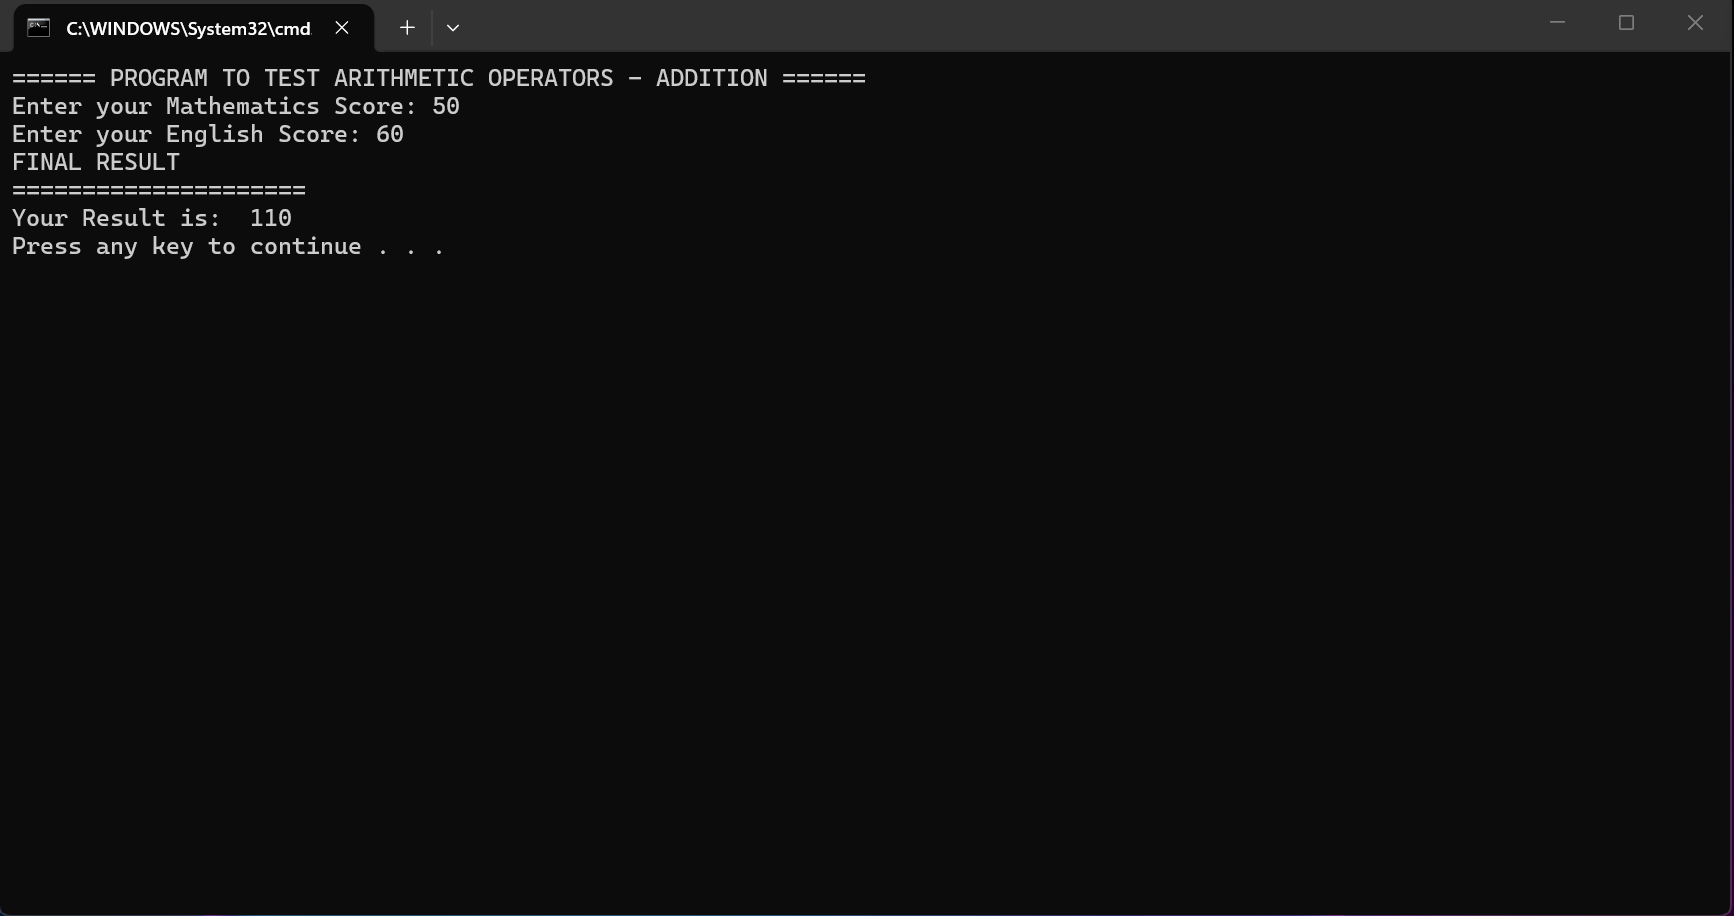 C:\WINDOWS\System32\cmd.
====== PROGRAM TO TEST ARITHMETIC OPERATORS - ADDITION ======
Enter your Mathematics Score: 50
Enter your English Score: 60
FINAL RESULT
=====================
Your Result is:  110
Press any key to continue . . .